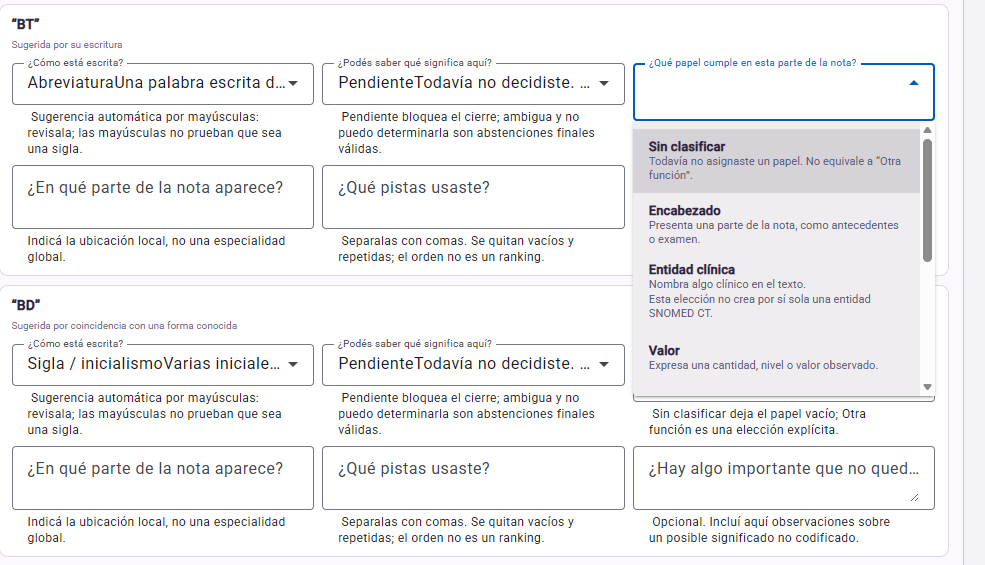 “BT”
Sugerida por su escritura
¿Cómo está escrita?
AbreviaturaUna palabra escrita d...
Sugerencia automática por mayúsculas:
revisala; las mayúsculas no prueban que sea
una sigla.
¿Podés saber qué significa aquí?
PendienteTodavía no decidiste. ...
Pendiente bloquea el cierre; ambigua y no
puedo determinarla son abstenciones finales
válidas.
¿Qué papel cumple en esta parte de la nota?
Sin clasificar
Todavía no asignaste un papel. No equivale a “Otra
función”.
Encabezado
Presenta una parte de la nota, como antecedentes
o examen.
Entidad clínica
Nombra algo clínico en el texto.
Esta elección no crea por sí sola una entidad
SNOMED CT.
Valor
Expresa una cantidad, nivel o valor observado.
¿En qué parte de la nota aparece?
Indicá la ubicación local, no una especialidad
global.
¿Qué pistas usaste?
Separalas con comas. Se quitan vacíos y
repetidas; el orden no es un ranking.
“BD”
Sugerida por coincidencia con una forma conocida
¿Cómo está escrita?
Sigla / inicialismoVarias iniciale...
Sugerencia automática por mayúsculas:
revisala; las mayúsculas no prueban que sea
una sigla.
¿Podés saber qué significa aquí?
PendienteTodavía no decidiste. ...
Pendiente bloquea el cierre; ambigua y no
puedo determinarla son abstenciones finales
válidas.
Sin clasificar deja el papel vacío; Otra
función es una elección explícita.
¿En qué parte de la nota aparece?
Indicá la ubicación local, no una especialidad
global.
¿Qué pistas usaste?
Separalas con comas. Se quitan vacíos y
repetidas; el orden no es un ranking.
¿Hay algo importante que no qued...
Opcional. Incluí aquí observaciones sobre
un posible significado no codificado.